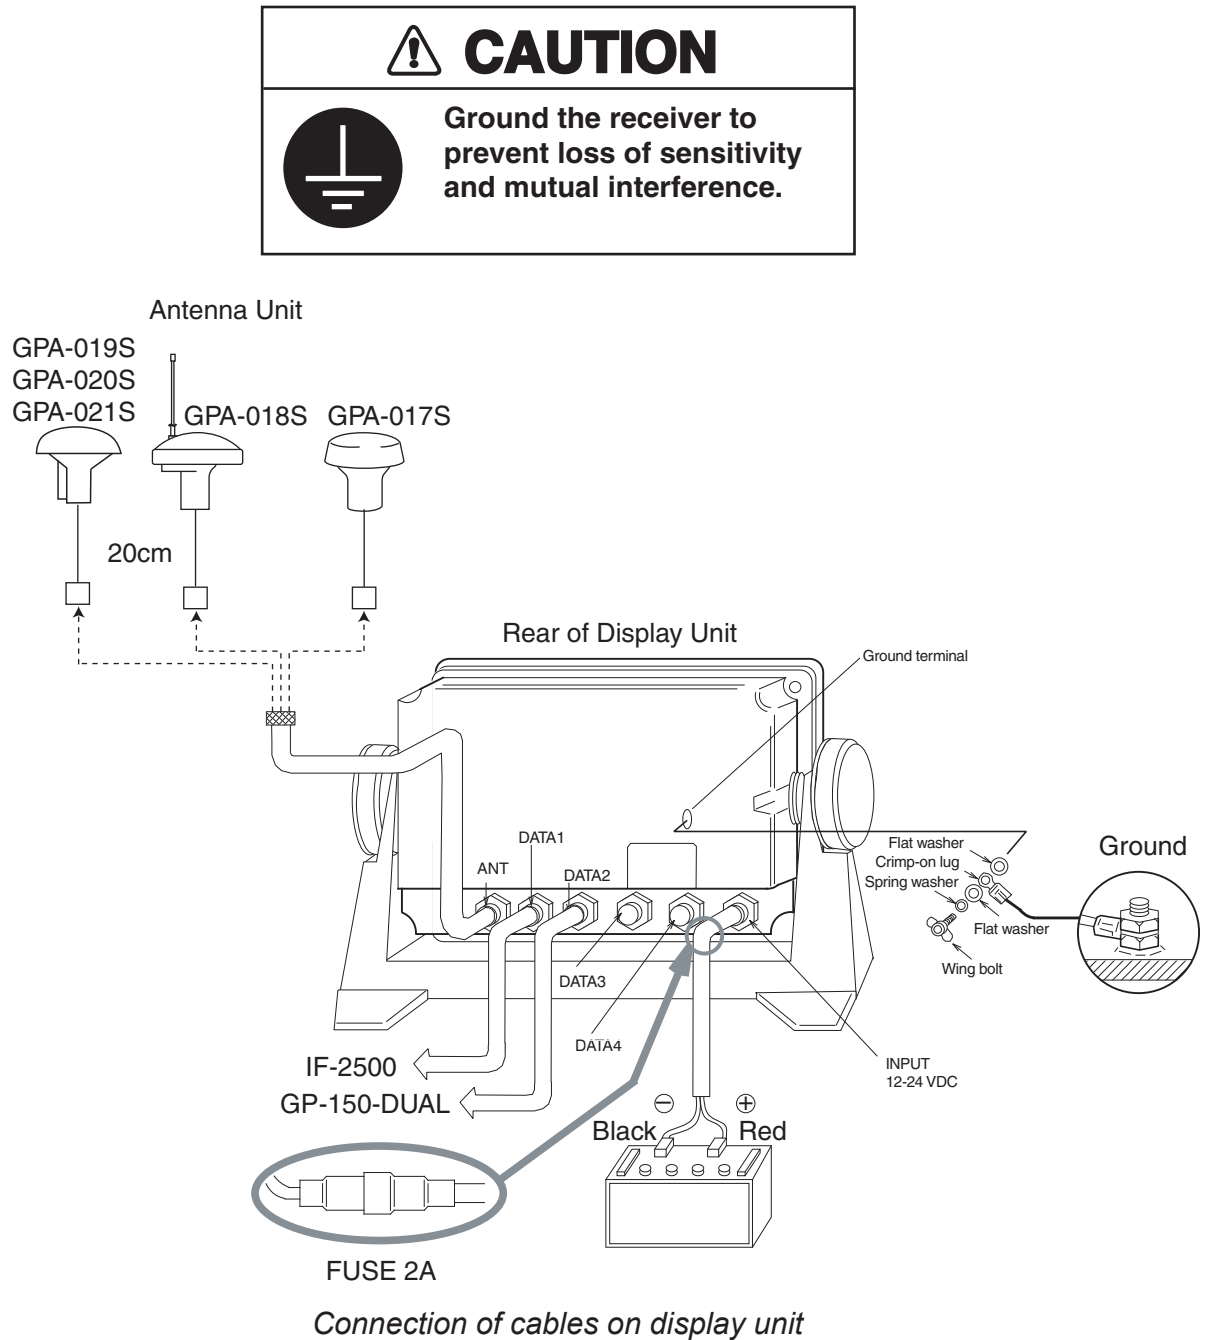 CAUTION
Ground the receiver to
prevent loss of sensitivity
and mutual interference.
Antenna Unit
GPA-019S
GPA-020S
GPA-021S
GPA-018S
GPA-017S
20cm
Rear of Display Unit
Ground terminal
DATA1
ANT
DATA2
Flat washer
Crimp-on lug
Spring washer
Flat washer
Wing bolt
Ground
DATA3
DATA4
INPUT
12-24 VDC
IF-2500
GP-150-DUAL
Black
Red
FUSE 2A
Connection of cables on display unit